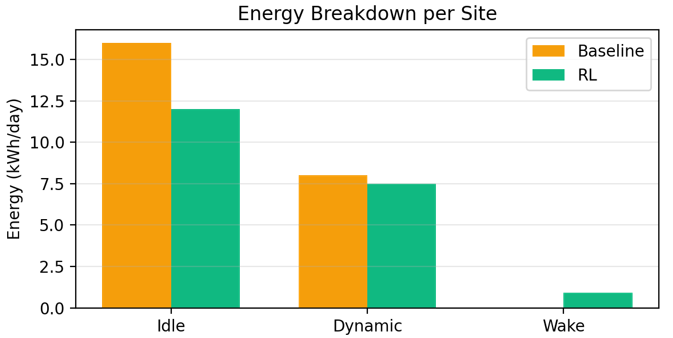 Energy Breakdown per Site
Energy (kWh/day)
15.0
12.5
10.0
7.5
5.0
2.5
0.0
Baseline
RL
Idle
Dynamic
Wake